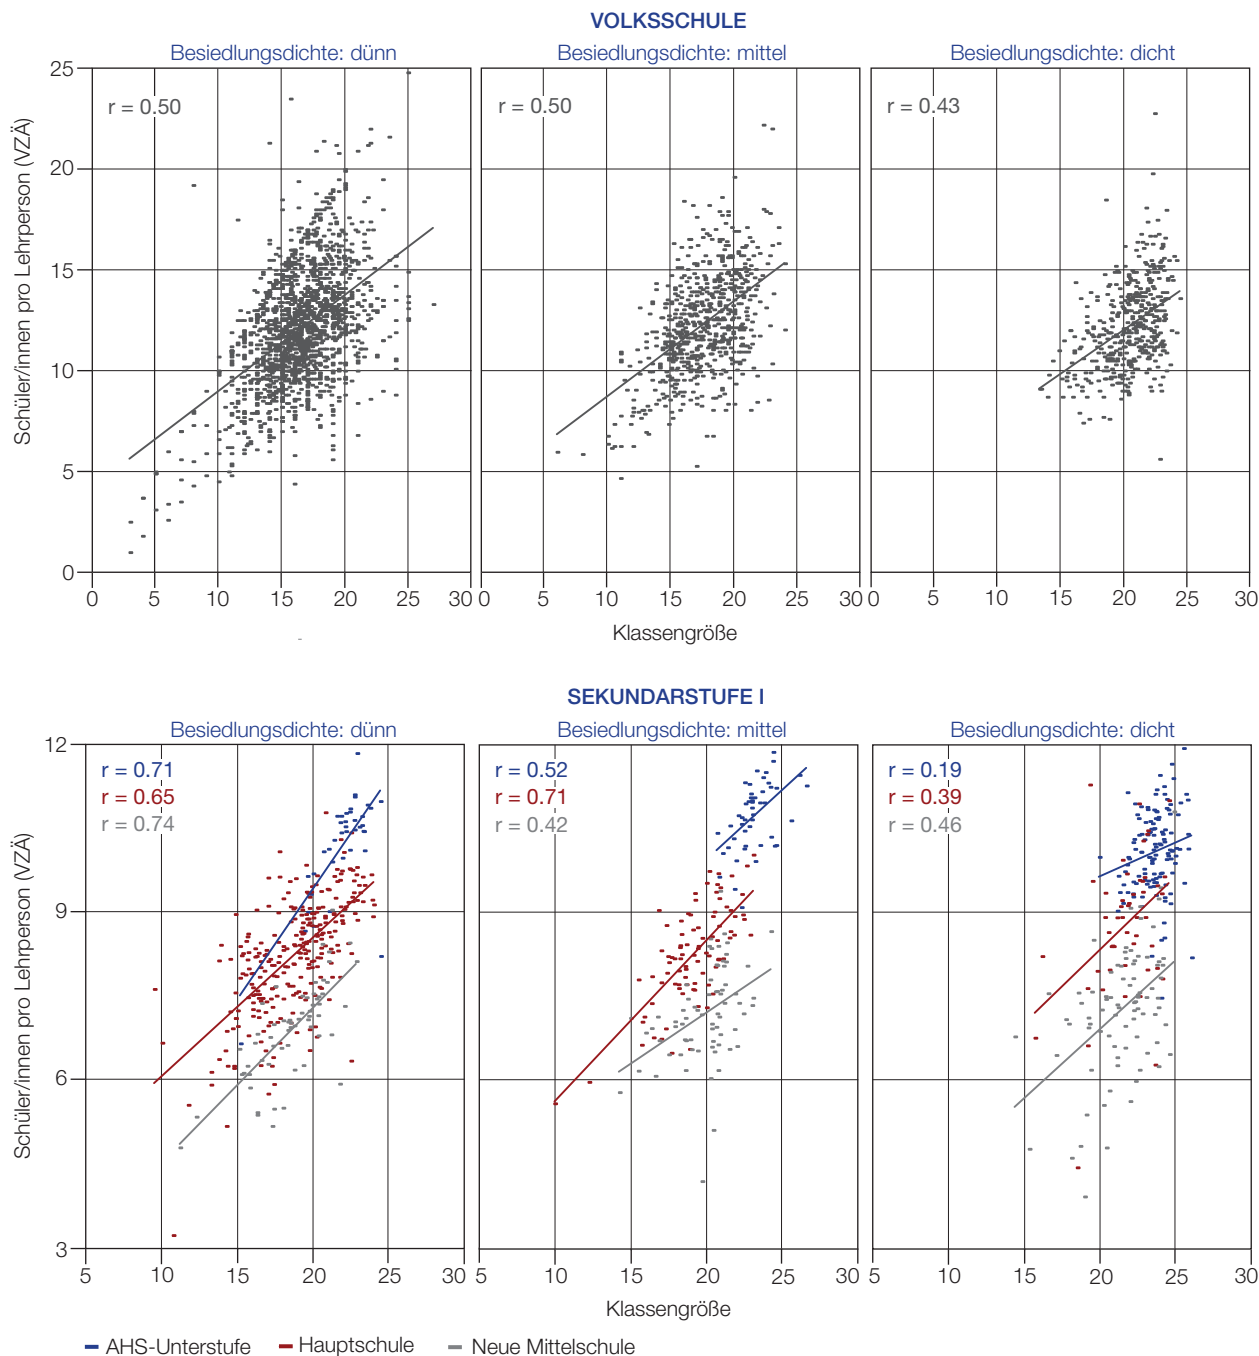 VOLKSSCHULE
Besiedlungsdichte: dünn
Besiedlungsdichte: mittel
Besiedlungsdichte: dicht
Schüler/innen pro Lehrperson (VZÄ)
25
20
15
10
5
0
r = 0.50
r = 0.50
r = 0.43
0 5 10 15 20 25 30
0 5 10 15 20 25 30
0 5 10 15 20 25 30
Klassengröße
SEKUNDARSTUFE I
Besiedlungsdichte: dünn
Besiedlungsdichte: mittel
Besiedlungsdichte: dicht
Schüler/innen pro Lehrperson (VZÄ)
12
9
6
3
r = 0.71
r = 0.65
r = 0.74
r = 0.52
r = 0.71
r = 0.42
r = 0.19
r = 0.39
r = 0.46
5 10 15 20 25 30
5 10 15 20 25 30
5 10 15 20 25 30
Klassengröße
AHS-Unterstufe
Hauptschule
Neue Mittelschule